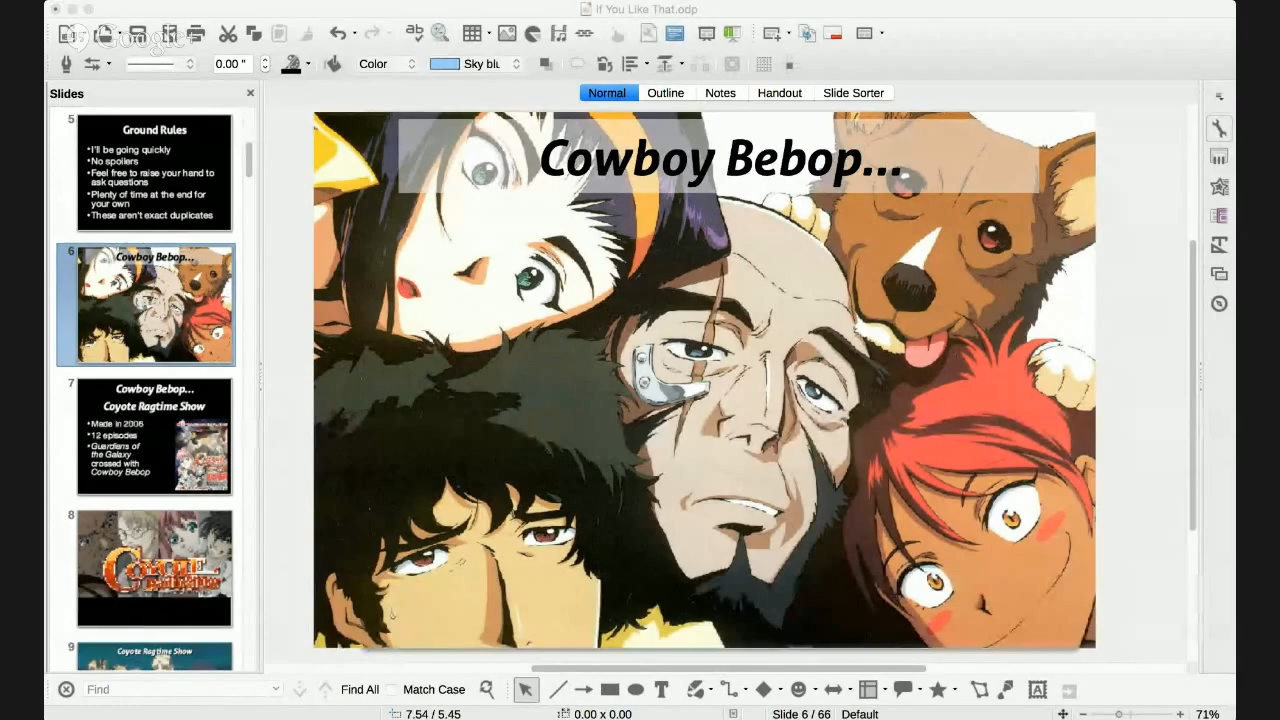 If You Like That.odp
Google+
0.00 "
Color
Sky blu
Slides
Normal
Outline
Notes
Handout
Slide Sorter
5
Ground Rules
•I'll be going quickly
•No spoilers
•Feel free to raise your hand to
ask questions
•Plenty of time at the end for
your own
•These aren't exact duplicates
6
Cowboy Bebop...
7
Cowboy Bebop...
Coyote Ragtime Show
•Made in 2006
•12 episodes
•Guardians of
the Galaxy
crossed with
Cowboy Bebop
8
COYOTE
9
Coyote Ragtime Show
Cowboy Bebop...
Find
Find All
Match Case
7.54 / 5.45
0.00 x 0.00
Slide 6 / 66
Default
71%